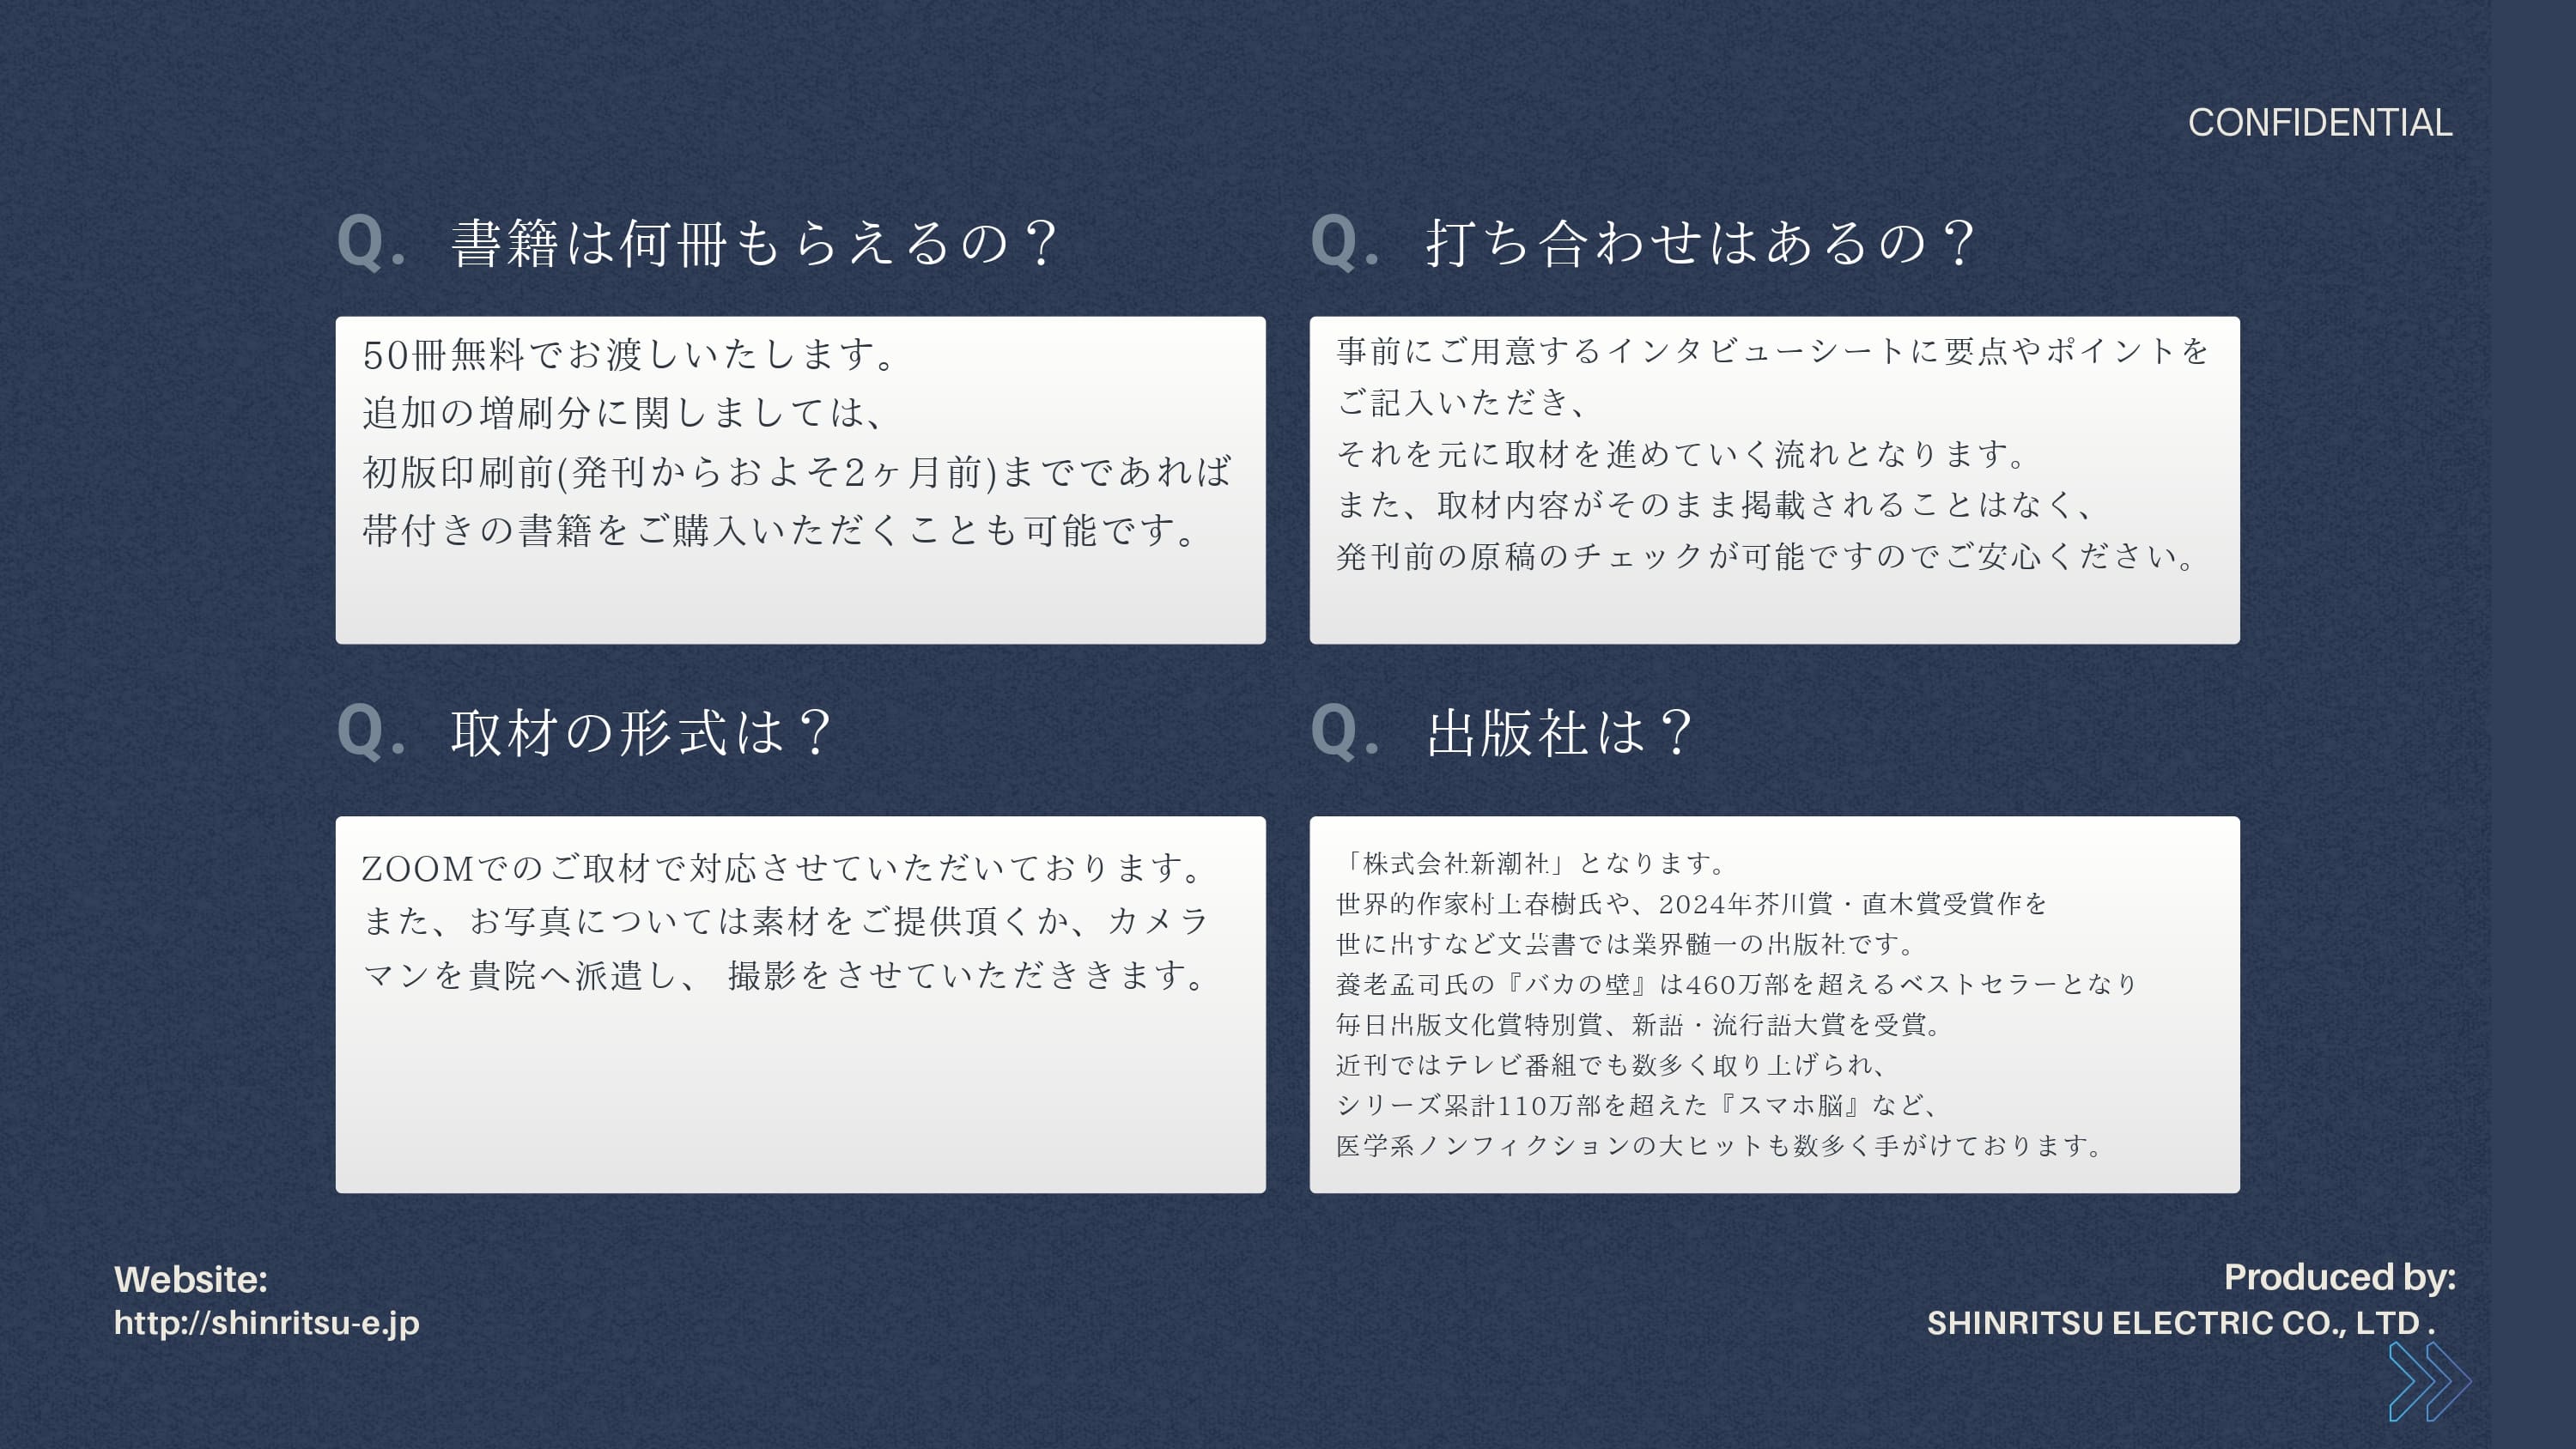 CONFIDENTIAL
Q. 書籍は何冊もらえるの？
50冊無料でお渡しいたします。
追加の増刷分に関しましては、
初版印刷前(発刊からおよそ2ヶ月前)まででであれば
帯付きの書籍をご購入いただくことも可能です。
Q. 打ち合わせはあるの？
事前にご用意するインタビューシートに要点やポイントを
ご記入いただき、
それを元に取材を進めていく流れとなります。
また、取材内容がそのまま掲載されることはなく、
発刊前の原稿のチェックが可能ですのでご安心ください。
Q. 取材の形式は？
ZOOMでのご取材で対応させていただいております。
また、お写真については素材をご提供頂くか、カメラ
マンを貴院へ派遣し、 撮影をさせていただききます。
Q. 出版社は？
「株式会社新潮社」となります。
世界的作家村上春樹氏や、2024年芥川賞・直木賞受賞作を
世に出すなど文芸書では業界髄一の出版社です。
養老孟司氏の『バカの壁』は460万部を超えるベストセラーとなり
毎日出版文化賞特別賞、新語・流行語大賞を受賞。
近刊ではテレビ番組でも数多く取り上げられ、
シリーズ累計110万部を超えた『スマホ脳』など、
医学系ノンフィクションの大ヒットも数多く手がけております。
Website:
http://shinritsu-e.jp
Produced by:
SHINRITSU ELECTRIC CO., LTD .